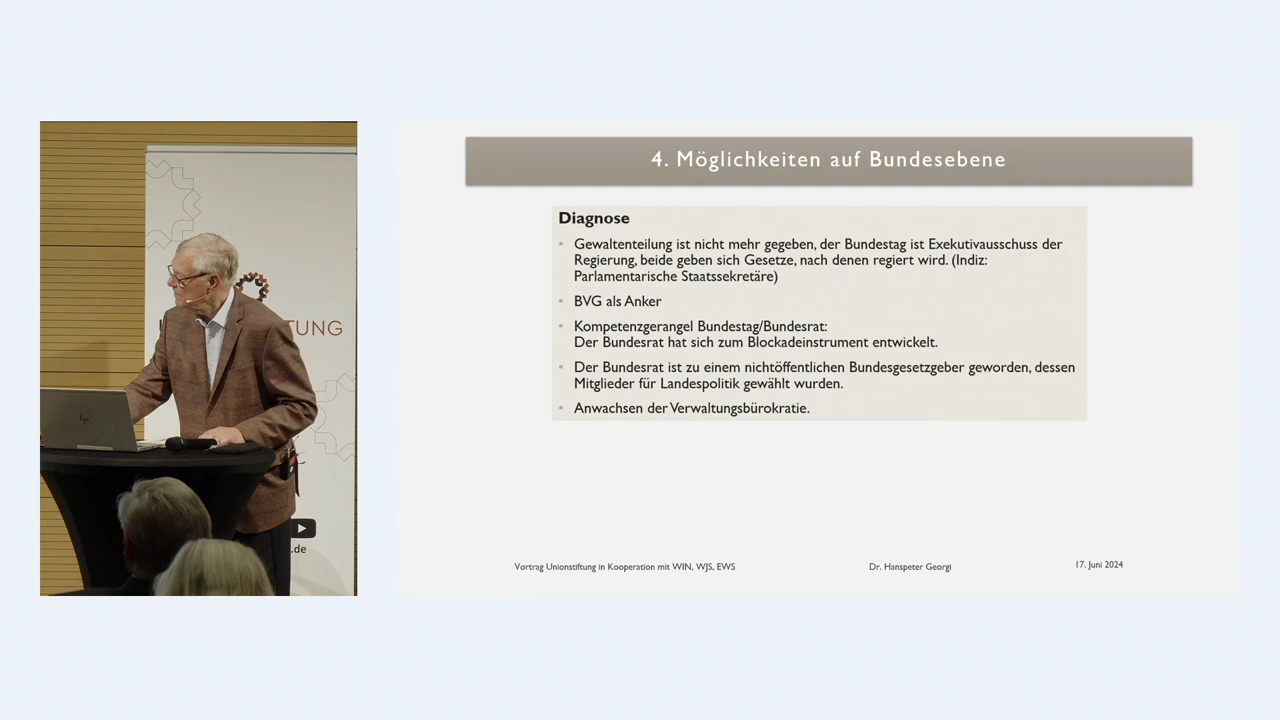 4. Möglichkeiten auf Bundesebene
Diagnose
• Gewaltenteilung ist nicht mehr gegeben, der Bundestag ist Exekutivausschuss der
Regierung, beide geben sich Gesetze, nach denen regiert wird. (Indiz:
Parlamentarische Staatssekretäre)
• BVG als Anker
• Kompetenzgerangel Bundestag/Bundesrat:
Der Bundesrat hat sich zum Blockadeinstrument entwickelt.
• Der Bundesrat ist zu einem nichtöffentlichen Bundesgesetzgeber geworden, dessen
Mitglieder für Landespolitik gewählt wurden.
• Anwachsen der Verwaltungsbürokratie.
Vortrag Unionstiftung in Kooperation mit WIN, WJS, EWS
Dr. Hanspeter Georgi
17. Juni 2024
TUNG
.de
hp